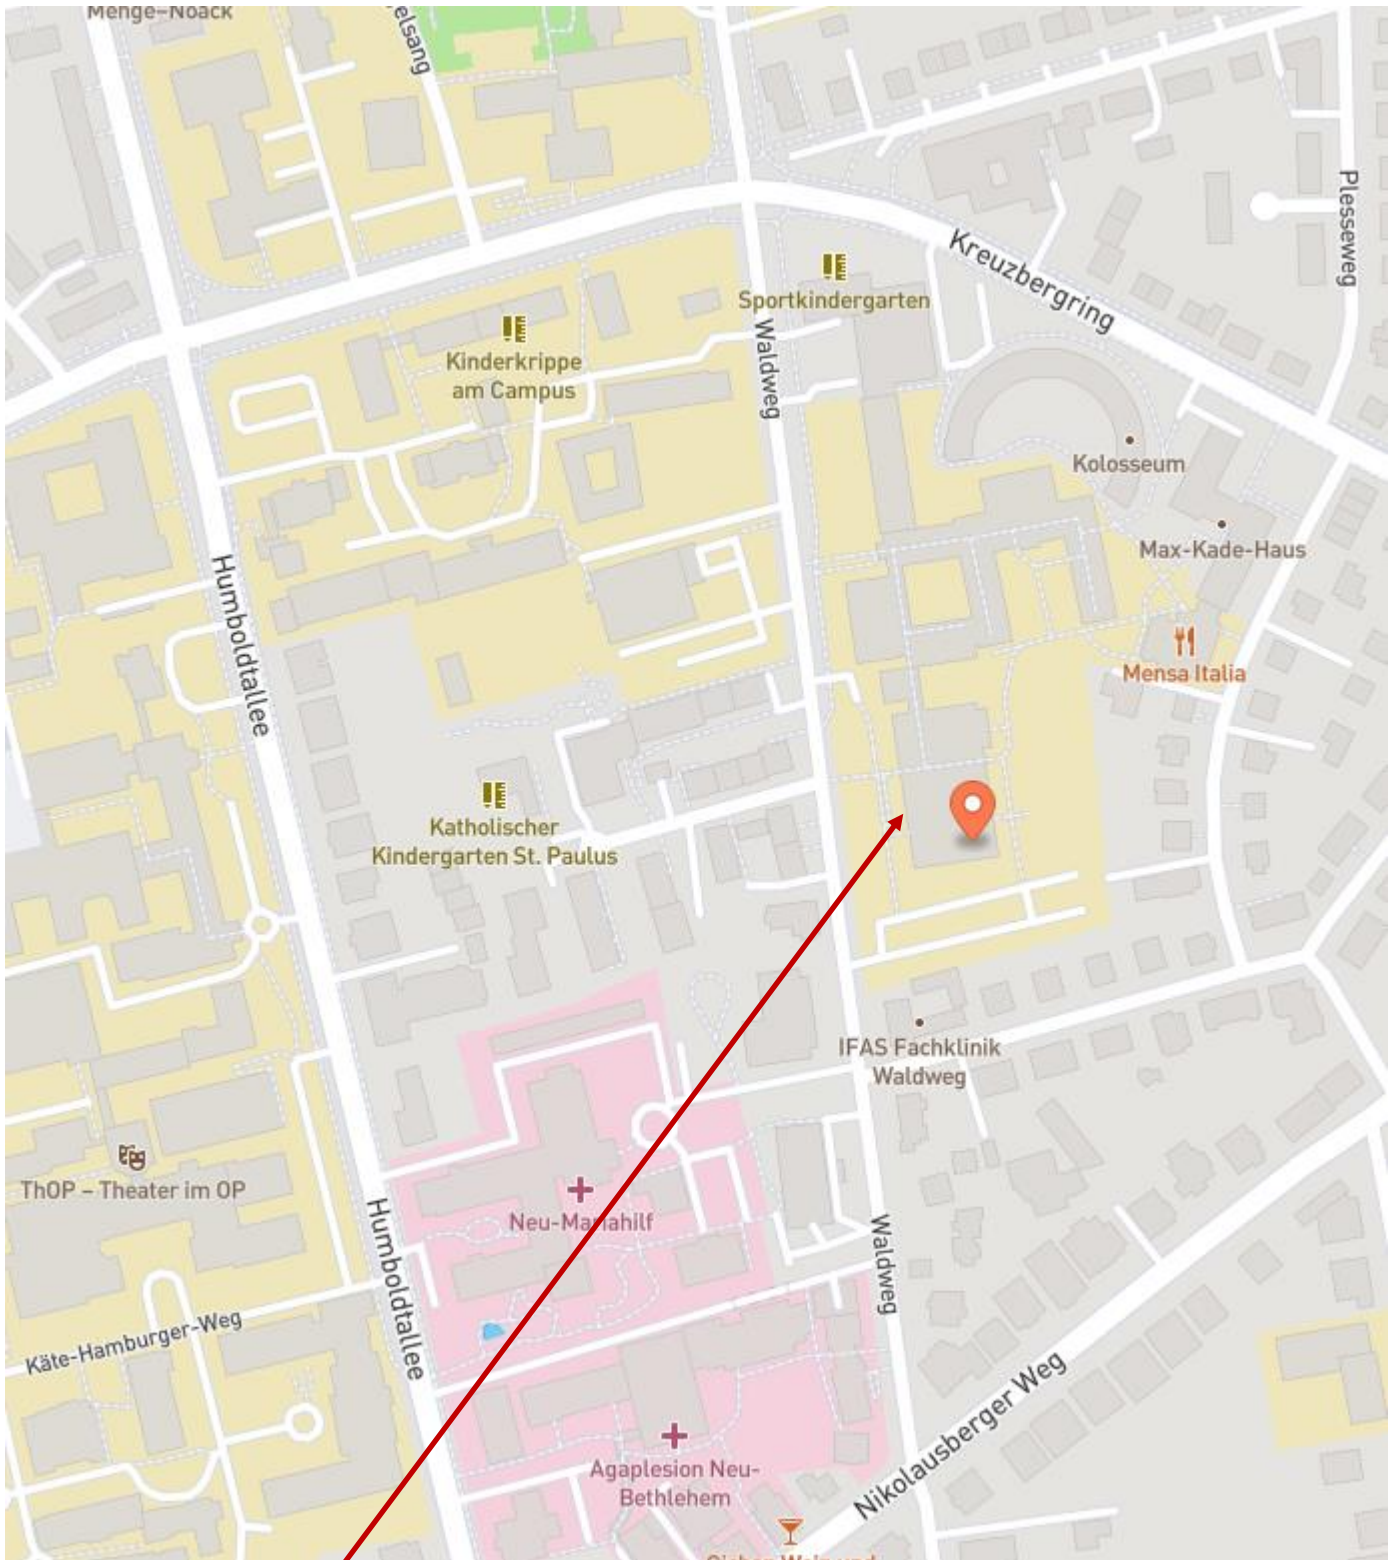 Menge-Noack
elsang
Plesseweg
Kreuzbergring
Sportkindergarten
Waldweg
Kinderkrippe
am Campus
Kolosseum
Max-Kade-Haus
Humboldtallee
Mensa Italia
Katholischer
Kindergarten St. Paulus
IFAS Fachklinik
Waldweg
ThOP – Theater im OP
Neu-Mariahilf
Humboldtallee
Waldweg
Käte-Hamburger-Weg
Nikolausberger Weg
Agaplesion Neu-
Bethlehem